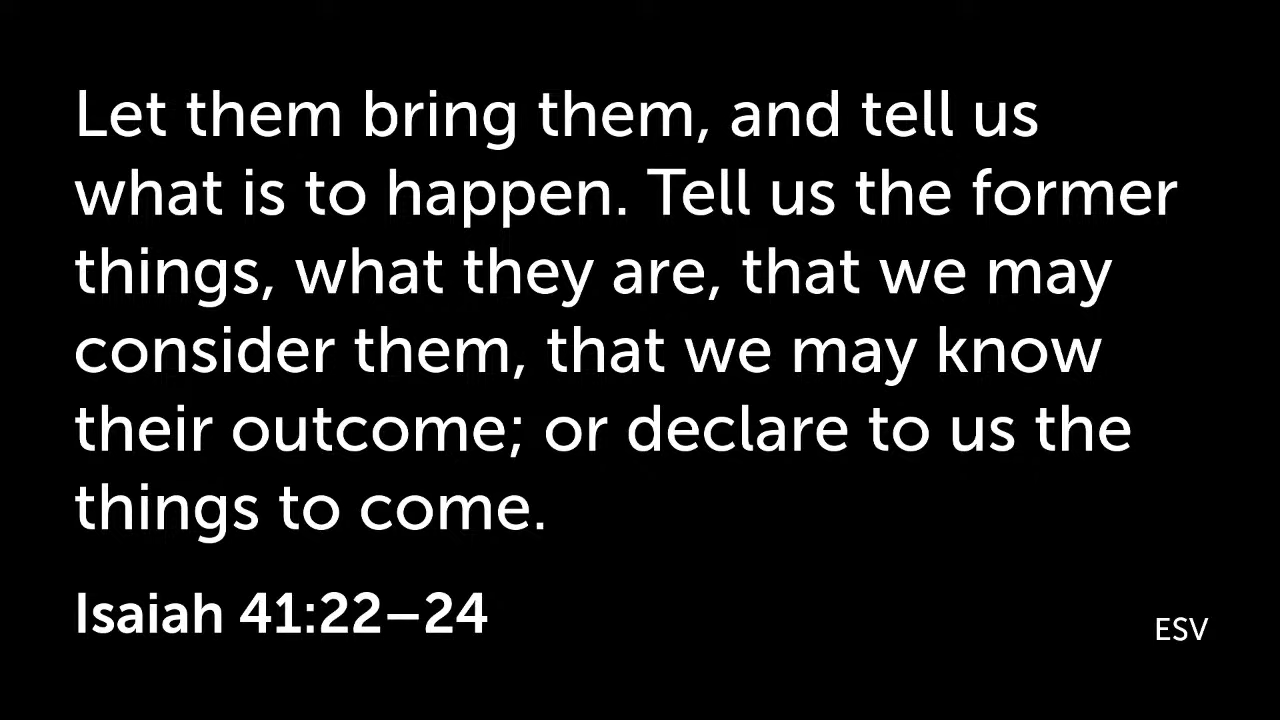 Let them bring them, and tell us
what is to happen. Tell us the former
things, what they are, that we may
consider them, that we may know
their outcome; or declare to us the
things to come.
Isaiah 41:22–24
ESV